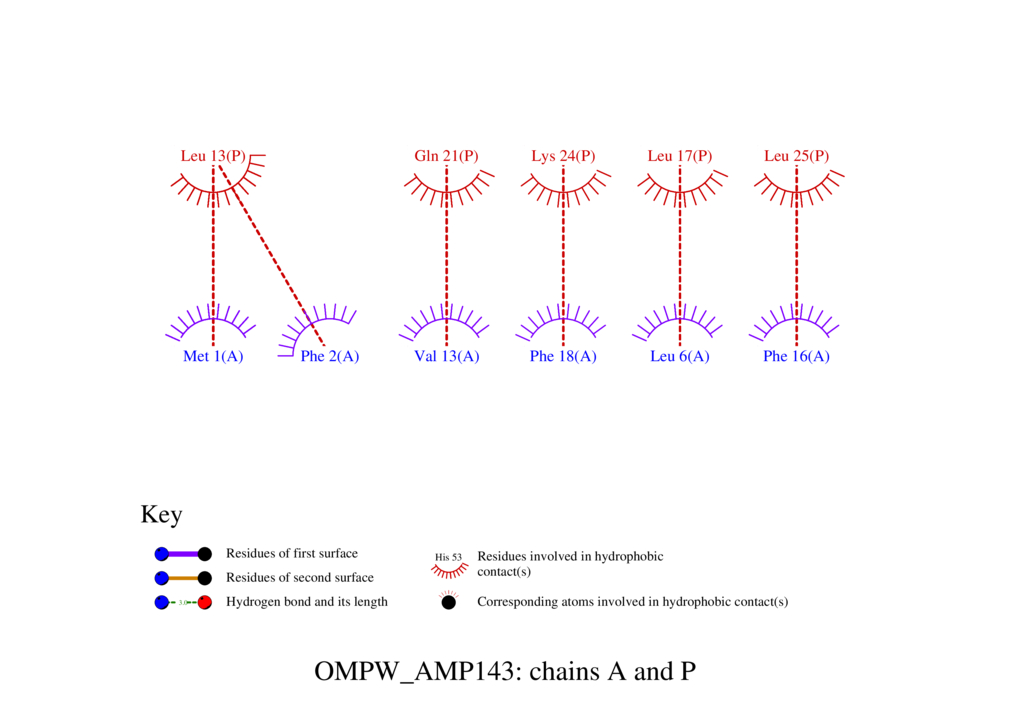 Leu 13(P) Gln 21(P) Lys 24(P) Leu 17(P) Leu 25(P)
Met 1(A) Phe 2(A) Val 13(A) Phe 18(A) Leu 6(A) Phe 16(A)
Key
Residues of first surface
Residues of second surface
3.0 Hydrogen bond and its length
His 53 Residues involved in hydrophobic
contact(s)
Corresponding atoms involved in hydrophobic contact(s)
OMPW_AMP143: chains A and P